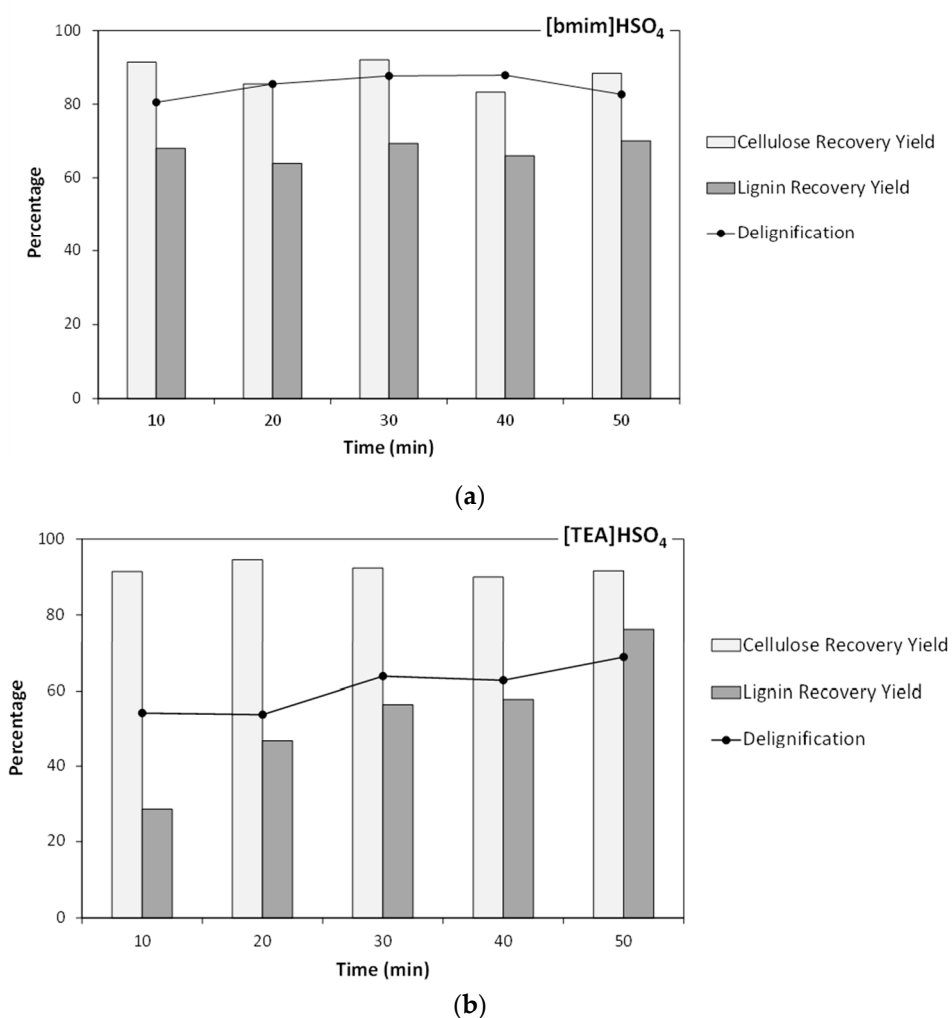 [bmim]HSO₄
100
80
60
40
20
0
Percentage
10 20 30 40 50
Time (min)
Cellulose Recovery Yield
Lignin Recovery Yield
Delignification
(a)
[TEA]HSO₄
100
80
60
40
20
0
Percentage
10 20 30 40 50
Time (min)
Cellulose Recovery Yield
Lignin Recovery Yield
Delignification
(b)